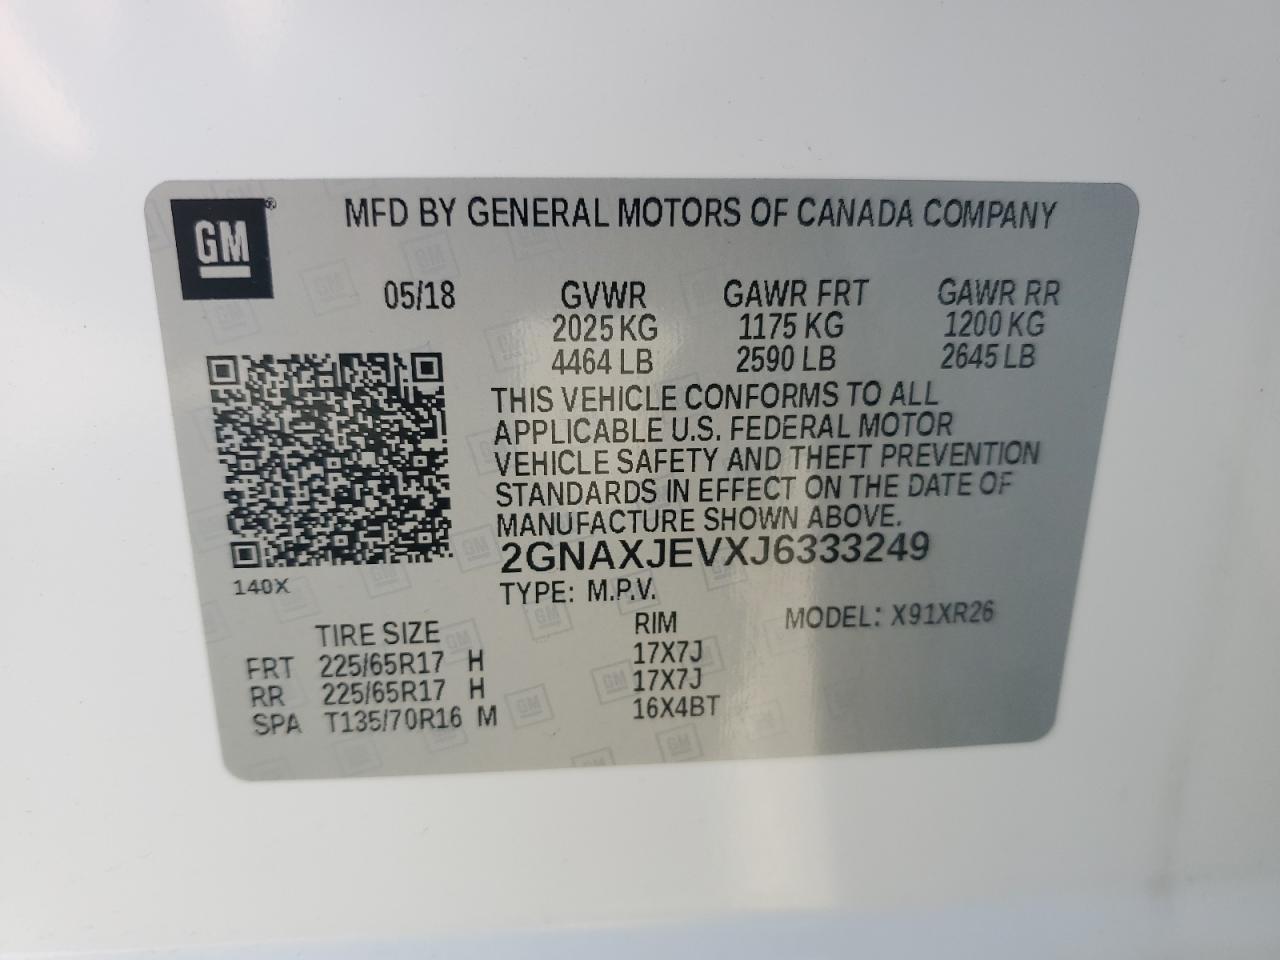 GM®
MFD BY GENERAL MOTORS OF CANADA COMPANY
05/18 GVWR GAWR FRT GAWR RR
2025 KG 1175 KG 1200 KG
4464 LB 2590 LB 2645 LB
THIS VEHICLE CONFORMS TO ALL
APPLICABLE U.S. FEDERAL MOTOR
VEHICLE SAFETY AND THEFT PREVENTION
STANDARDS IN EFFECT ON THE DATE OF
MANUFACTURE SHOWN ABOVE.
2GNAXJEVXJ6333249
140X
TYPE: M.P.V.
TIRE SIZE RIM MODEL: X91XR26
FRT 225/65R17 H 17X7J
RR 225/65R17 H 17X7J
SPA T135/70R16 M 16X4BT